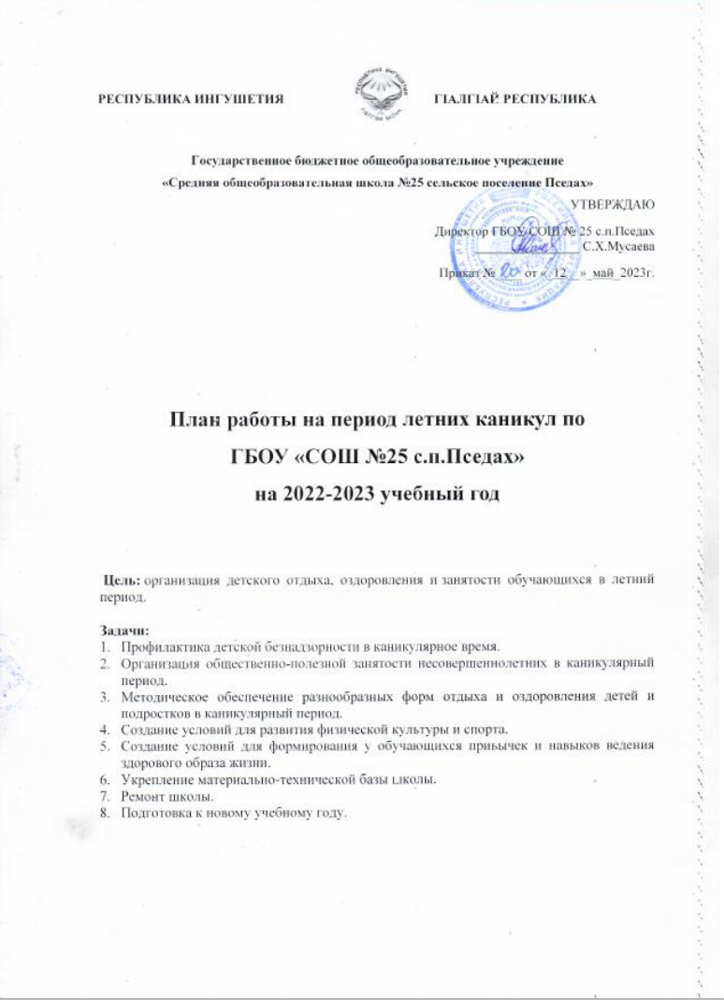 РЕСПУБЛИКА ИНГУШЕТИЯ
ГIАЛГIАЙ РЕСПУБЛИКА
Государственное бюджетное общеобразовательное учреждение
«Средняя общеобразовательная школа №25 сельское поселение Пседах»
УТВЕРЖДАЮ
Директор ГБОУ СОШ № 25 с.п.Пседах
С.Х.Мусаева
Приказ № 20 от « 12 » май 2023г.
План работы на период летних каникул по
ГБОУ «СОШ №25 с.п.Пседах»
на 2022-2023 учебный год
Цель: организация детского отдыха, оздоровления и занятости обучающихся в летний
период.
Задачи:
1. Профилактика детской безнадзорности в каникулярное время.
2. Организация общественно-полезной занятости несовершеннолетних в каникулярный
период.
3. Методическое обеспечение разнообразных форм отдыха и оздоровления детей и
подростков в каникулярный период.
4. Создание условий для развития физической культуры и спорта.
5. Создание условий для формирования у обучающихся привычек и навыков ведения
здорового образа жизни.
6. Укрепление материально-технической базы школы.
7. Ремонт школы.
8. Подготовка к новому учебному году.